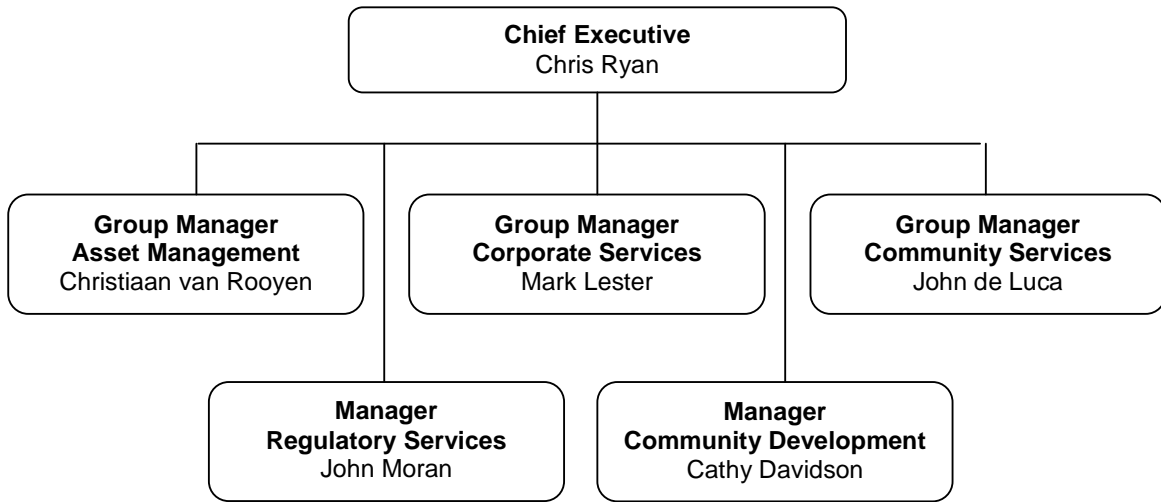 Chief Executive
Chris Ryan
Group Manager
Asset Management
Christiaan van Rooyen
Group Manager
Corporate Services
Mark Lester
Group Manager
Community Services
John de Luca
Manager
Regulatory Services
John Moran
Manager
Community Development
Cathy Davidson